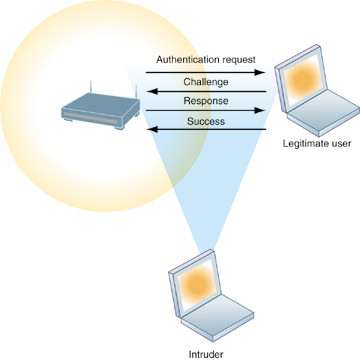 Authentication request
Challenge
Response
Success
Legitimate user
Intruder